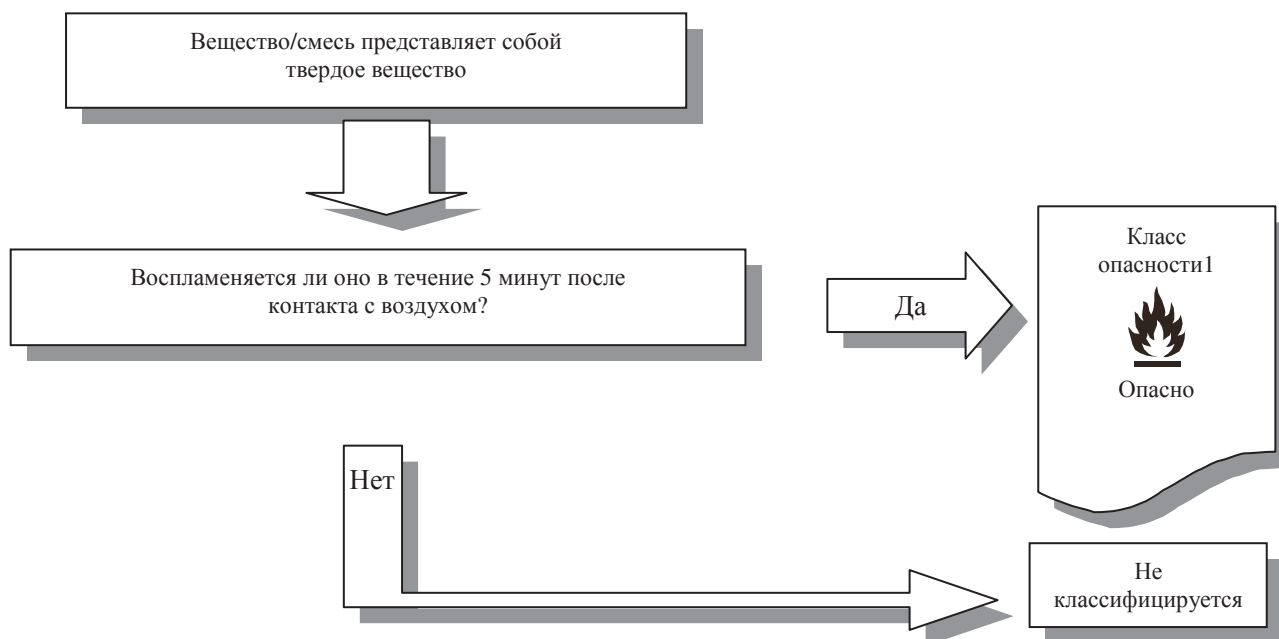 Вещество/смесь представляет собой
твердое вещество
Воспламеняется ли оно в течение 5 минут после
контакта с воздухом?
Да
Класс
опасности1
Опасно
Нет
Не
классифицируется